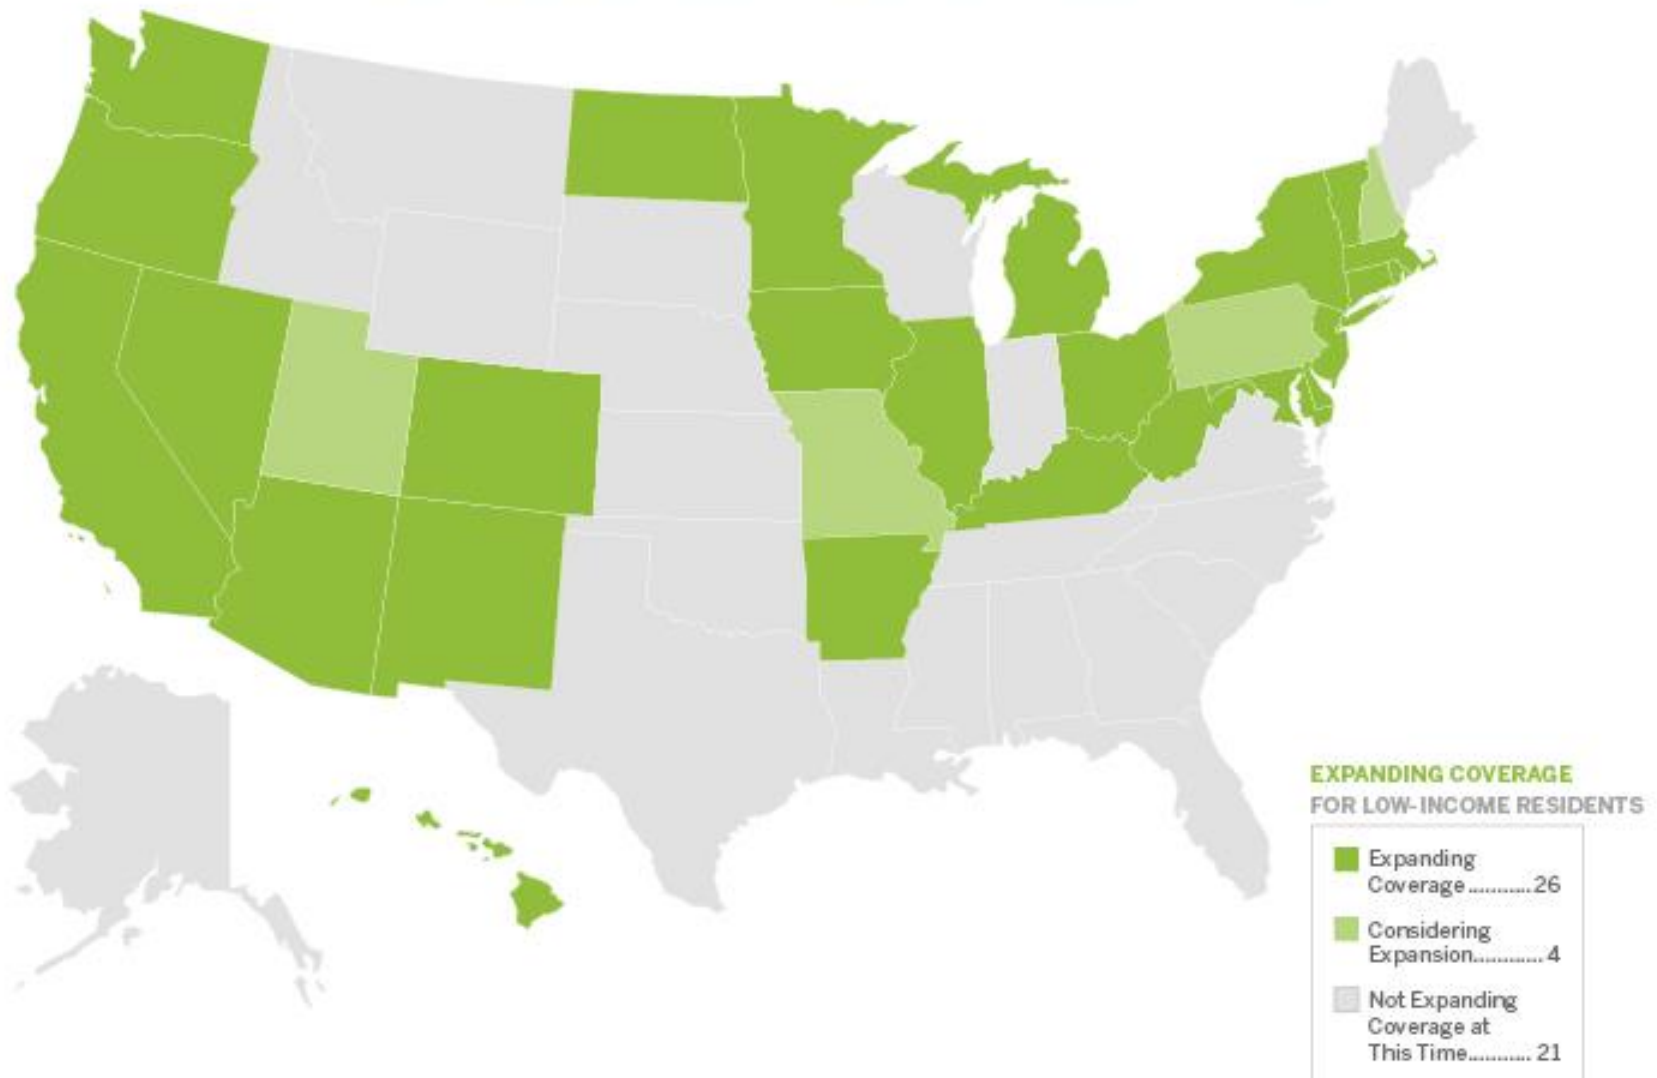 EXPANDING COVERAGE
FOR LOW-INCOME RESIDENTS
Expanding
Coverage............26
Considering
Expansion............. 4
Not Expanding
Coverage at
This Time............ 21